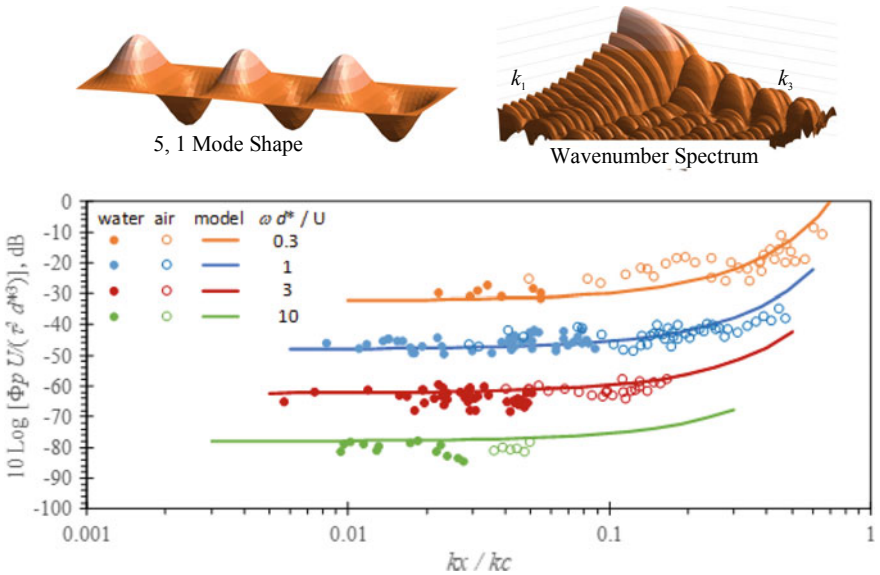 k₁
k₃
5, 1 Mode Shape
Wavenumber Spectrum
10 Log [Φp U/(τ² d*³)], dB
0
-10
-20
-30
-40
-50
-60
-70
-80
-90
-100
water air model ω d* / U
0.3
1
3
10
0.001 0.01 0.1 1
kx / kc